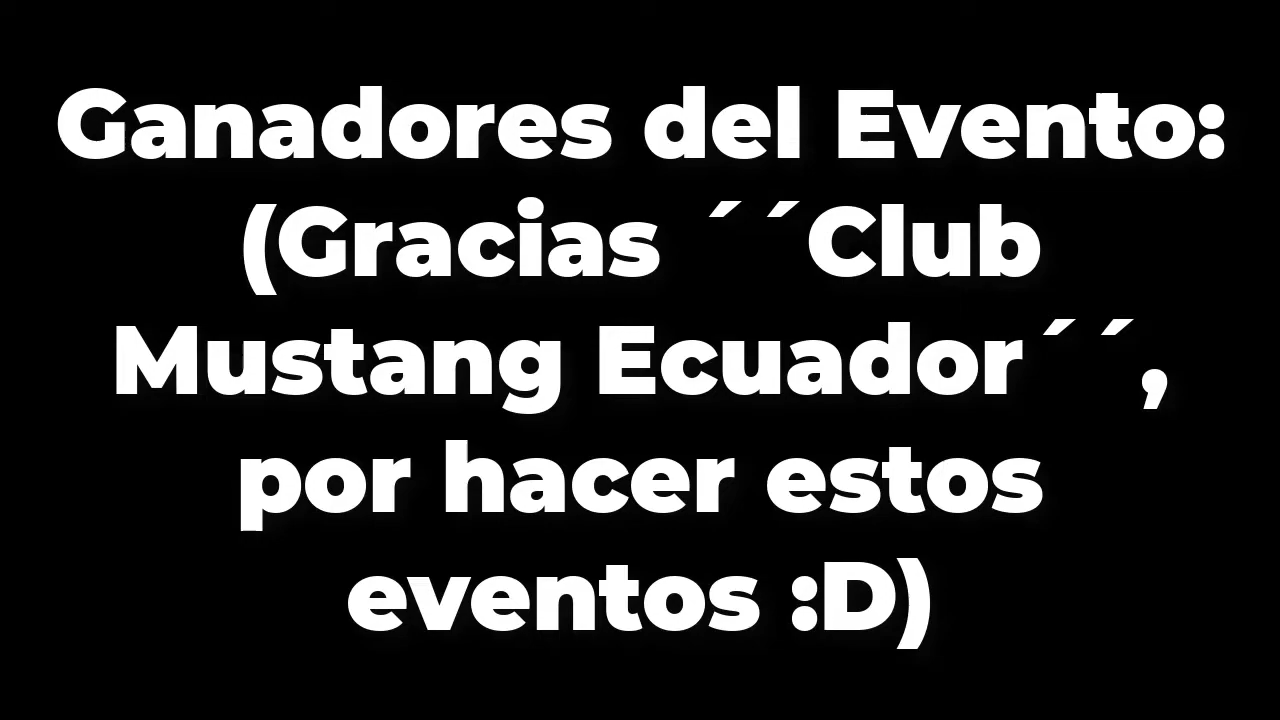 Ganadores del Evento:
(Gracias ´´Club
Mustang Ecuador´´,
por hacer estos
eventos :D)